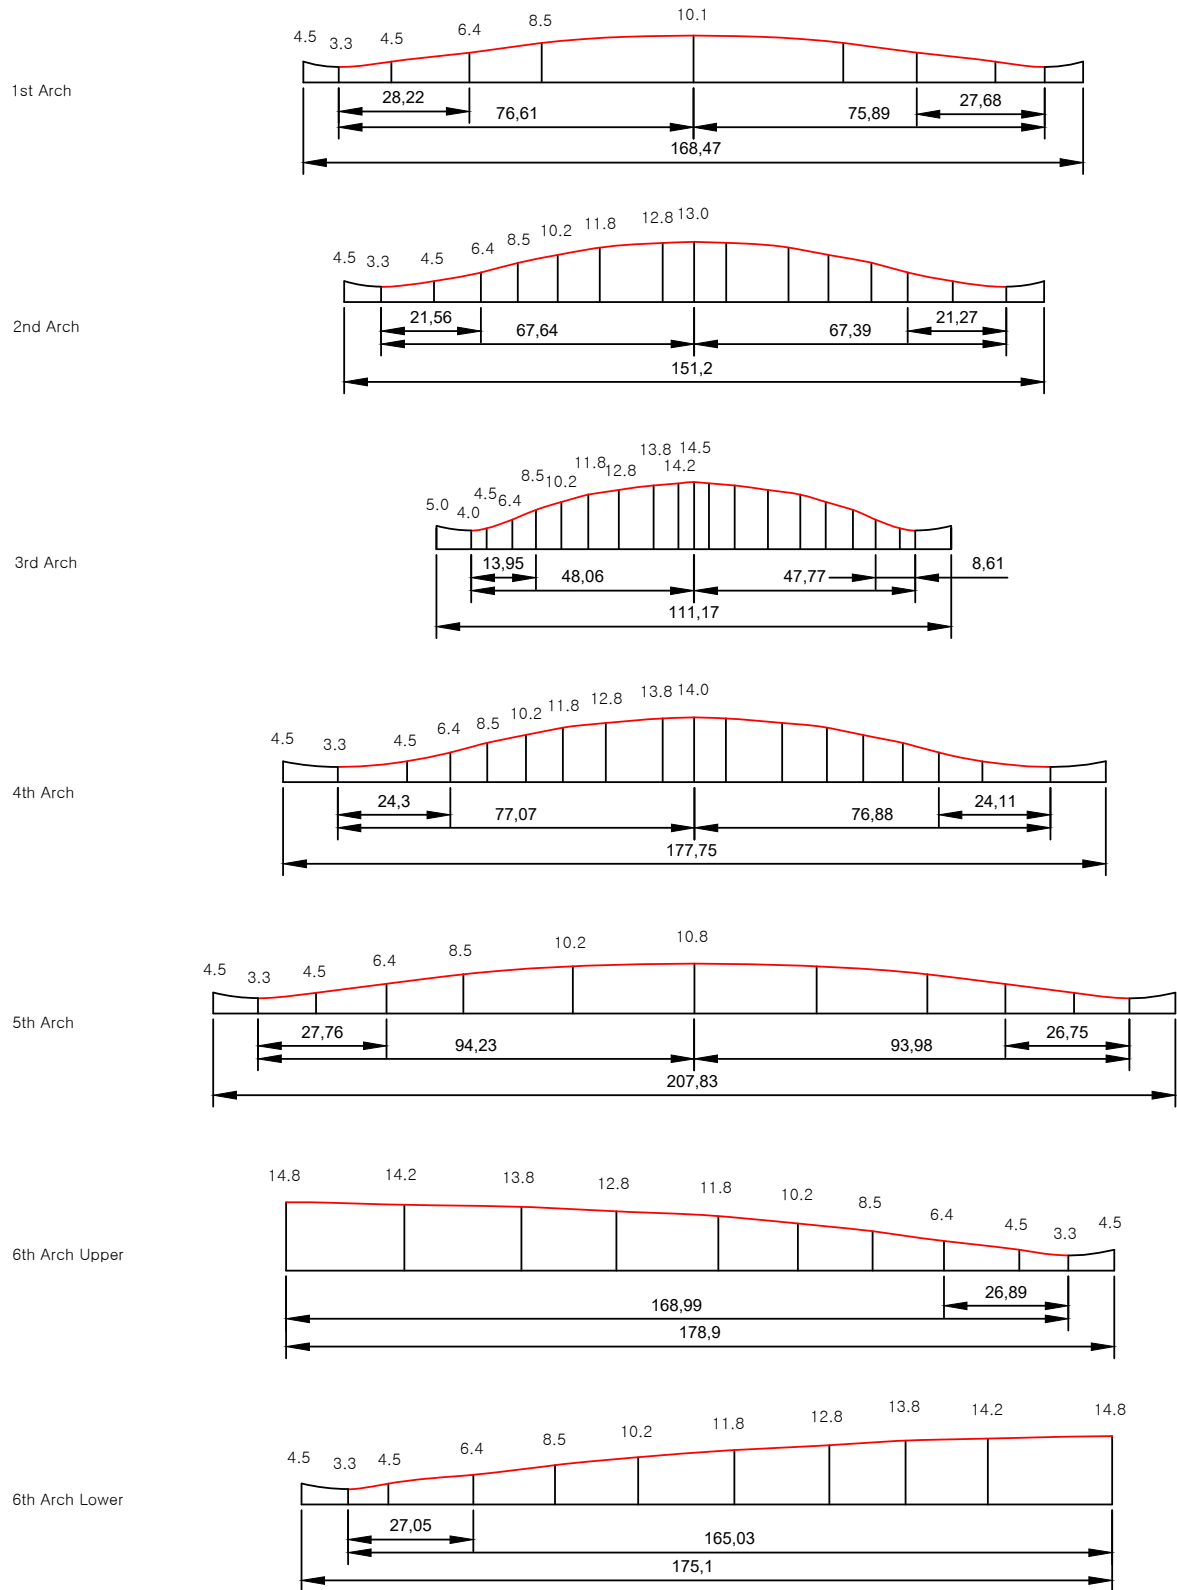 4.5 3.3 4.5 6.4 8.5 10.1
1st Arch
28,22 27,68
76,61 75,89
168,47
4.5 3.3 4.5 6.4 8.5 10.2 11.8 12.8 13.0
2nd Arch
21,56 21,27
67,64 67,39
151,2
5.0 4.0 4.5 6.4 8.5 10.2 11.8 12.8 13.8 14.2 14.5
3rd Arch
13,95 8,61
48,06 47,77
111,17
4.5 3.3 4.5 6.4 8.5 10.2 11.8 12.8 13.8 14.0
4th Arch
24,3 24,11
77,07 76,88
177,75
4.5 3.3 4.5 6.4 8.5 10.2 10.8
5th Arch
27,76 26,75
94,23 93,98
207,83
14.8 14.2 13.8 12.8 11.8 10.2 8.5 6.4 4.5 3.3 4.5
6th Arch Upper
26,89
168,99
178,9
4.5 3.3 4.5 6.4 8.5 10.2 11.8 12.8 13.8 14.2 14.8
6th Arch Lower
27,05
165,03
175,1